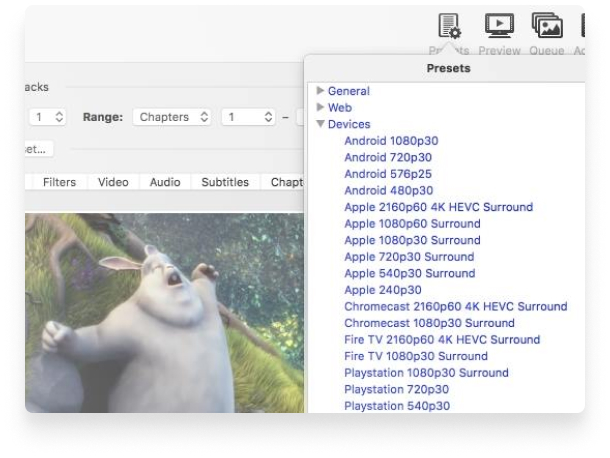 Presets Preview Queue
Presets
acks
1 Range: Chapters 1 –
et...
Filters Video Audio Subtitles Chapt
General
Web
Devices
Android 1080p30
Android 720p30
Android 576p25
Android 480p30
Apple 2160p60 4K HEVC Surround
Apple 1080p60 Surround
Apple 1080p30 Surround
Apple 720p30 Surround
Apple 540p30 Surround
Apple 240p30
Chromecast 2160p60 4K HEVC Surround
Chromecast 1080p30 Surround
Fire TV 2160p60 4K HEVC Surround
Fire TV 1080p30 Surround
Playstation 1080p30 Surround
Playstation 720p30
Playstation 540p30